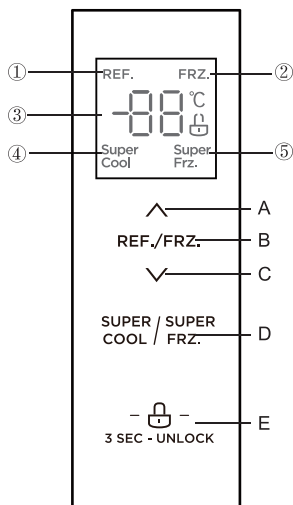 ① REF. FRZ. ②
③ -88 °C
④ Super Super ⑤
Cool Frz.
A
REF./FRZ. B
C
SUPER / SUPER
COOL FRZ. D
- - E
3 SEC - UNLOCK